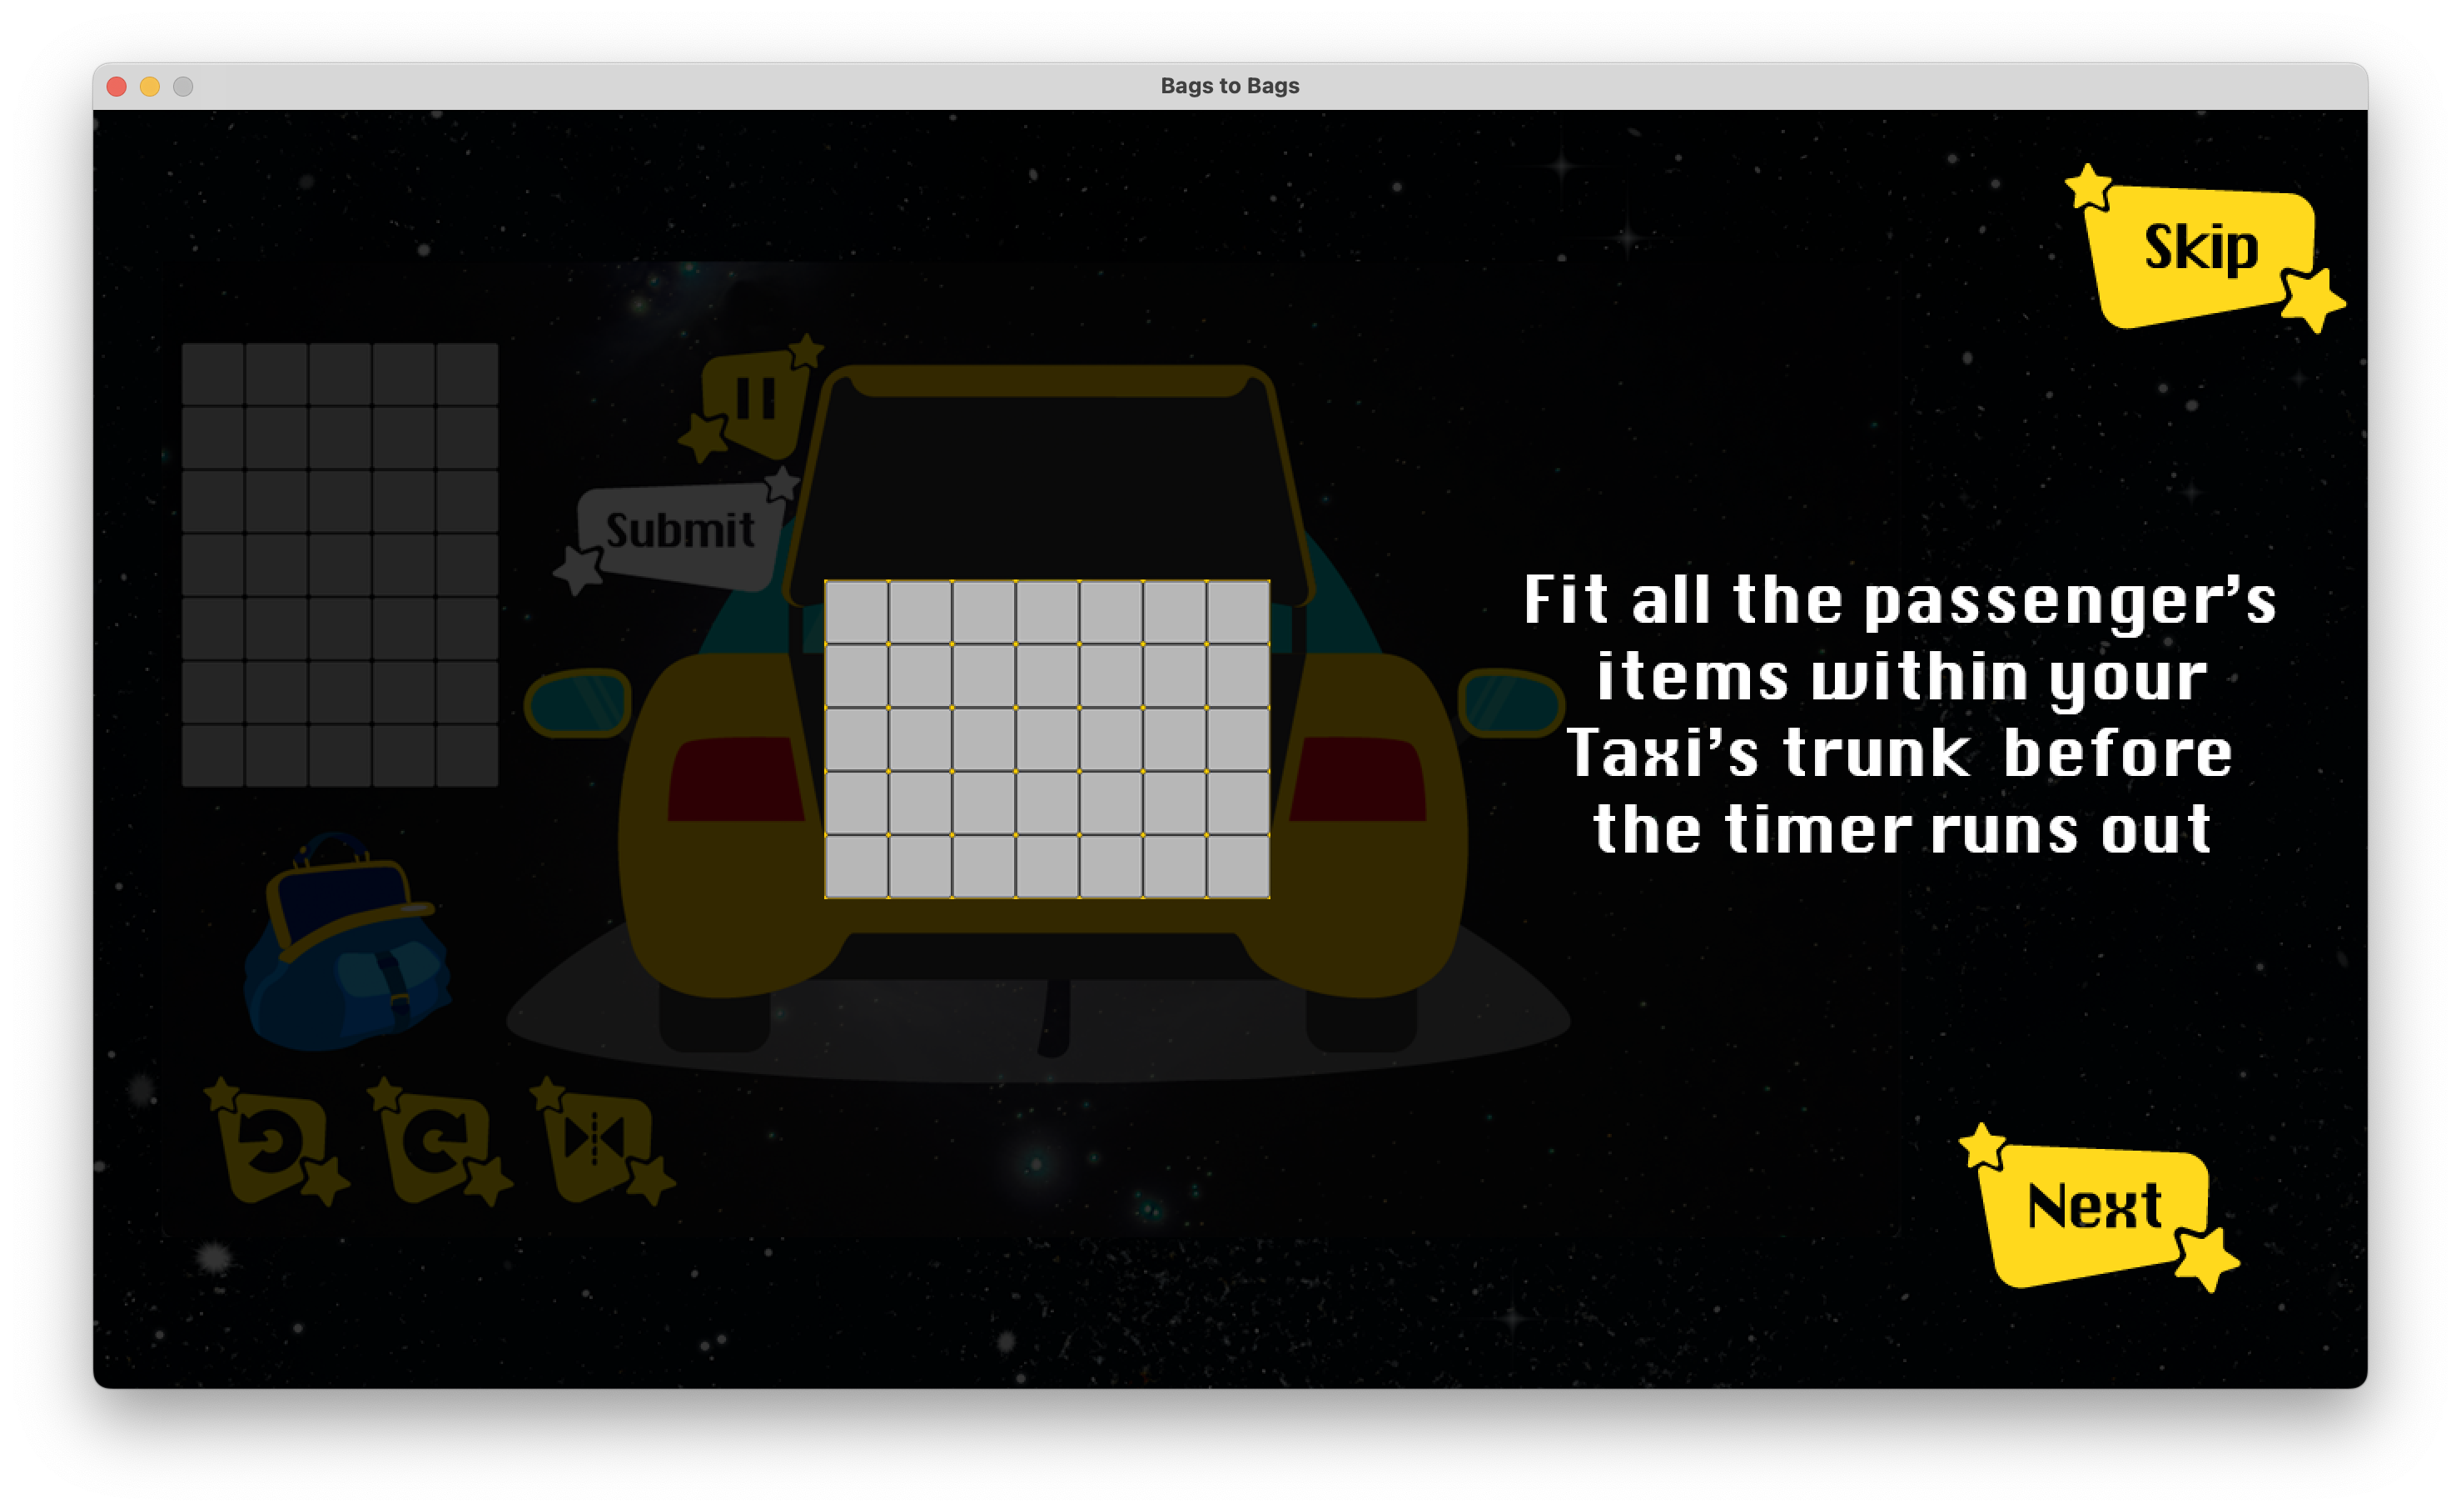 Bags to Bags
Skip
Submit
Fit all the passenger's
items within your
Taxi's trunk before
the timer runs out
Next